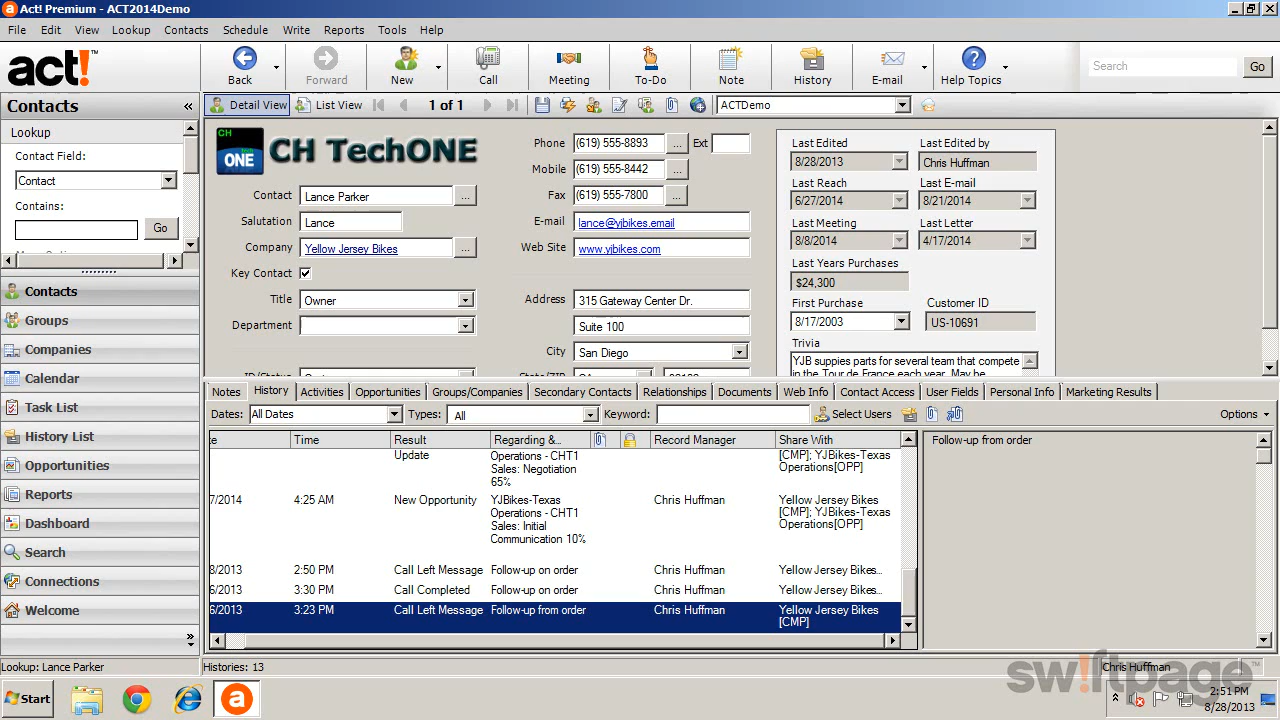 Act! Premium - ACT2014Demo
File Edit View Lookup Contacts Schedule Write Reports Tools Help
act!™
Back Forward New Call Meeting To-Do Note History E-mail Help Topics Search Go
Contacts «
Detail View List View 1 of 1 ACTDemo
Lookup
Contact Field:
Contact
Contains:
Go
Contacts
Groups
Companies
Calendar
Task List
History List
Opportunities
Reports
Dashboard
Search
Connections
Welcome
»
CH
ONE
CH TechONE
Contact Lance Parker ...
Salutation Lance
Company Yellow Jersey Bikes ...
Key Contact
Title Owner
Department
Phone (619) 555-8893 ... Ext
Mobile (619) 555-8442 ...
Fax (619) 555-7800 ...
E-mail lance@yjbikes.email
Web Site www.yjbikes.com
Address 315 Gateway Center Dr.
Suite 100
City San Diego
Last Edited Last Edited by
8/28/2013 Chris Huffman
Last Reach Last E-mail
6/27/2014 8/21/2014
Last Meeting Last Letter
8/8/2014 4/17/2014
Last Years Purchases
$24,300
First Purchase Customer ID
8/17/2003 US-10691
Trivia
YJB suppies parts for several team that compete
in the Tour de France each year. May be
Notes History Activities Opportunities Groups/Companies Secondary Contacts Relationships Documents Web Info Contact Access User Fields Personal Info Marketing Results
Dates: All Dates Types: All Keyword: Select Users Options
te Time Result Regarding &... Record Manager Share With
Update Operations - CHT1 [CMP]; YJBikes-Texas
Sales: Negotiation Operations[OPP]
65%
7/2014 4:25 AM New Opportunity YJBikes-Texas Chris Huffman Yellow Jersey Bikes
Operations - CHT1 [CMP]; YJBikes-Texas
Sales: Initial Operations[OPP]
Communication 10%
8/2013 2:50 PM Call Left Message Follow-up on order Chris Huffman Yellow Jersey Bikes...
6/2013 3:30 PM Call Completed Follow-up on order Chris Huffman Yellow Jersey Bikes...
6/2013 3:23 PM Call Left Message Follow-up from order Chris Huffman Yellow Jersey Bikes
[CMP]
Follow-up from order
Lookup: Lance Parker Histories: 13 Chris Huffman
swiftpage™
Start
2:51 PM
8/28/2013